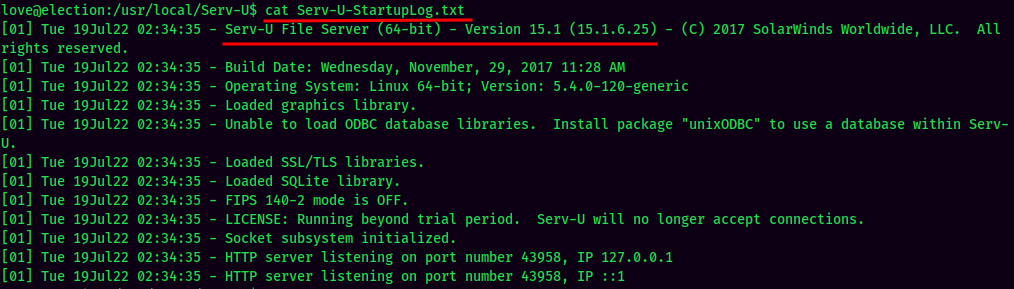 love@election:/usr/local/Serv-U$ cat Serv-U-StartupLog.txt
[01] Tue 19Jul22 02:34:35 - Serv-U File Server (64-bit) - Version 15.1 (15.1.6.25) - (C) 2017 SolarWinds Worldwide, LLC.  All
rights reserved.
[01] Tue 19Jul22 02:34:35 - Build Date: Wednesday, November, 29, 2017 11:28 AM
[01] Tue 19Jul22 02:34:35 - Operating System: Linux 64-bit; Version: 5.4.0-120-generic
[01] Tue 19Jul22 02:34:35 - Loaded graphics library.
[01] Tue 19Jul22 02:34:35 - Unable to load ODBC database libraries.  Install package "unixODBC" to use a database within Serv-
U.
[01] Tue 19Jul22 02:34:35 - Loaded SSL/TLS libraries.
[01] Tue 19Jul22 02:34:35 - Loaded SQLite library.
[01] Tue 19Jul22 02:34:35 - FIPS 140-2 mode is OFF.
[01] Tue 19Jul22 02:34:35 - LICENSE: Running beyond trial period.  Serv-U will no longer accept connections.
[01] Tue 19Jul22 02:34:35 - Socket subsystem initialized.
[01] Tue 19Jul22 02:34:35 - HTTP server listening on port number 43958, IP 127.0.0.1
[01] Tue 19Jul22 02:34:35 - HTTP server listening on port number 43958, IP ::1